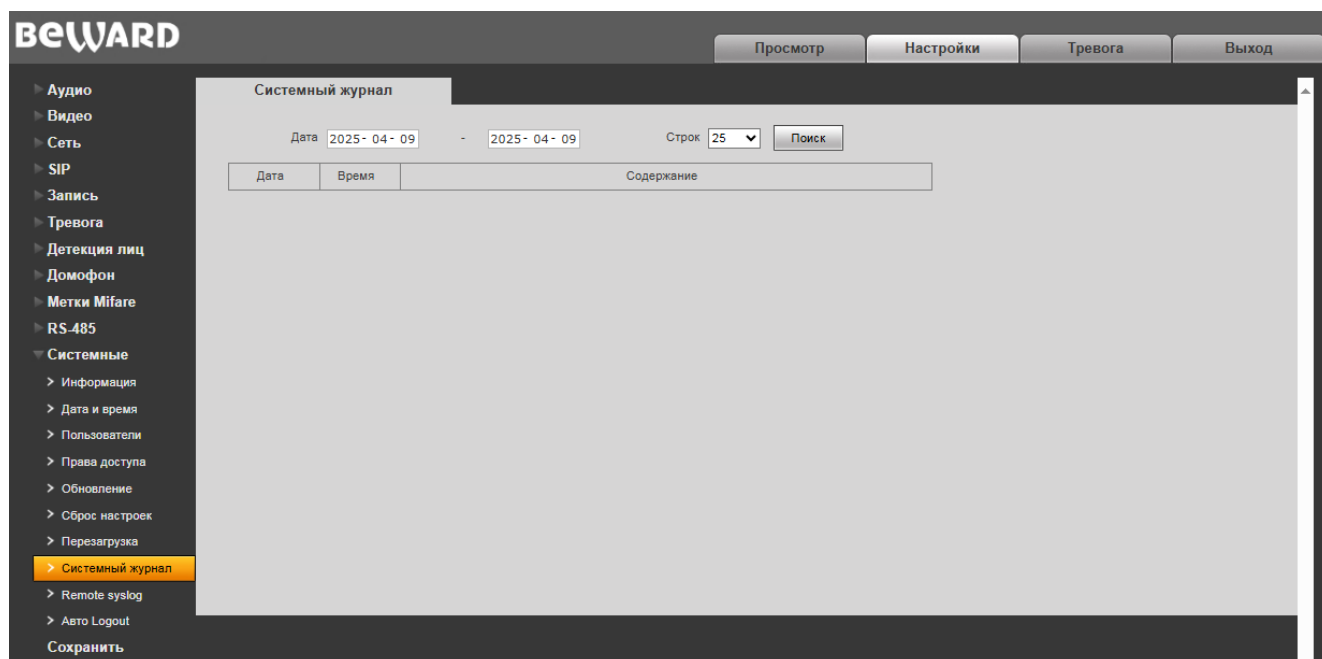 BEWARD
Просмотр
Настройки
Тревога
Выход
Аудио
Видео
Сеть
SIP
Запись
Тревога
Детекция лиц
Домофон
Метки Mifare
RS-485
Системные
Информация
Дата и время
Пользователи
Права доступа
Обновление
Сброс настроек
Перезагрузка
Системный журнал
Remote syslog
Авто Logout
Сохранить
Системный журнал
Дата 2025-04-09 - 2025-04-09 Строк 25 Поиск
Дата Время Содержание